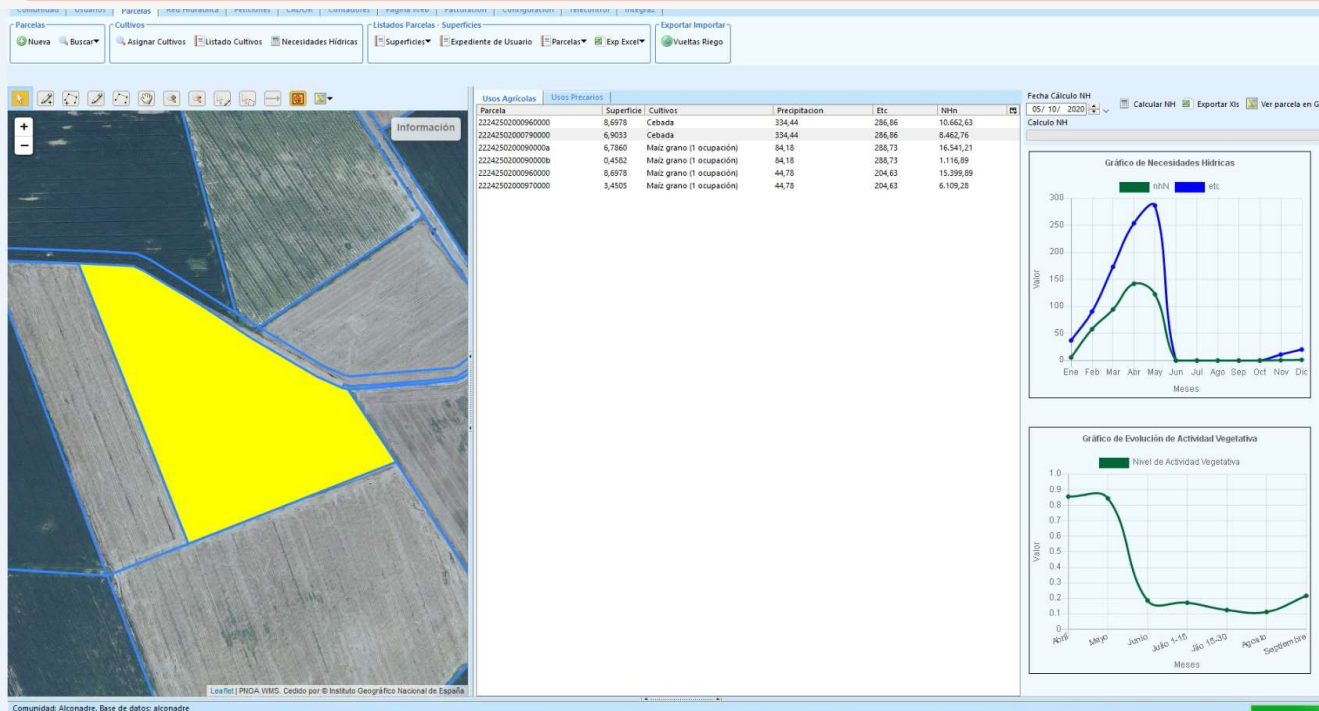 Comunidad Usuarios Parcelas Red Hidráulica Peticiones CABOR Contadores Página Web Facturación Configuración Telecontrol Integraz
Parcelas Cultivos Listados Parcelas - Superficies Exportar Importar
Nueva Buscar Asignar Cultivos Listado Cultivos Necesidades Hídricas Superficies Expediente de Usuario Parcelas Exp Excel Vueltas Riego
+
−
Información
Leaflet | PNOA WMS. Cedido por © Instituto Geográfico Nacional de España
Usos Agrícolas Usos Precarios
Parcela Superficie Cultivos Precipitacion Etc NHn
22242502000960000 8,6978 Cebada 334,44 286,86 10.662,63
22242502000790000 6,9033 Cebada 334,44 286,86 8.462,76
22242502000090000a 6,7860 Maíz grano (1 ocupación) 84,18 288,73 16.541,21
22242502000090000b 0,4582 Maíz grano (1 ocupación) 84,18 288,73 1.116,89
22242502000960000 8,6978 Maíz grano (1 ocupación) 44,78 204,63 15.399,89
22242502000970000 3,4505 Maíz grano (1 ocupación) 44,78 204,63 6.109,28
Fecha Cálculo NH
05/ 10/ 2020 Calcular NH Exportar Xls Ver parcela en G
Calculo NH
Gráfico de Necesidades Hídricas
nhN etc
300
250
200
150
100
50
0
Valor
Ene Feb Mar Abr May Jun Jul Ago Sep Oct Nov Dic
Meses
Gráfico de Evolución de Actividad Vegetativa
Nivel de Actividad Vegetativa
1.0
0.9
0.8
0.7
0.6
0.5
0.4
0.3
0.2
0.1
0
Valor
Abril Mayo Junio Julio 1-15 Jlio 15-30 Agosto Septiembre
Meses
Comunidad: Alconadre. Base de datos: alconadre